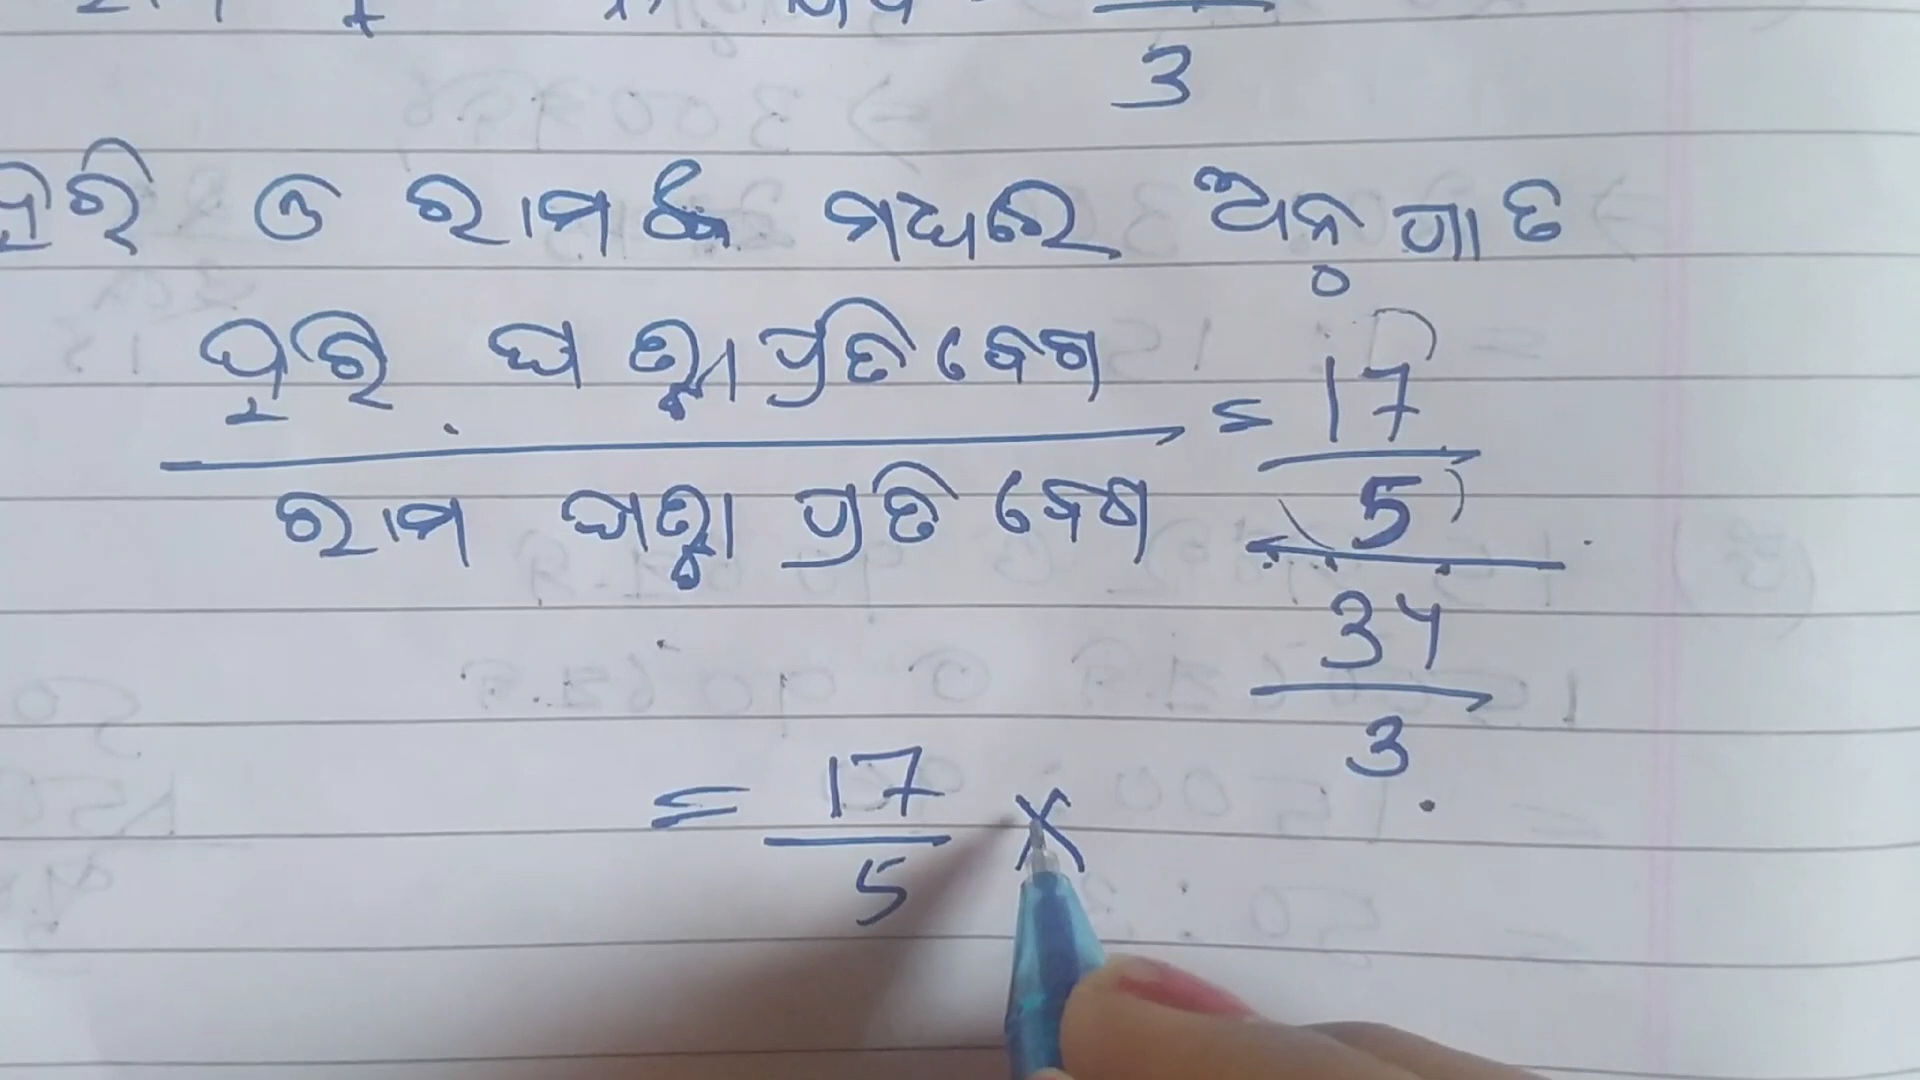 3
ହରି ଓ ରାମଙ୍କ ମଧ୍ୟରେ ଅନୁପାତ
ହରି ଘଣ୍ଟା ପ୍ରତି ବେଗ
= 17
5
ରାମ ଘଣ୍ଟା ପ୍ରତି ବେଗ
34
3
= 17 ×
5